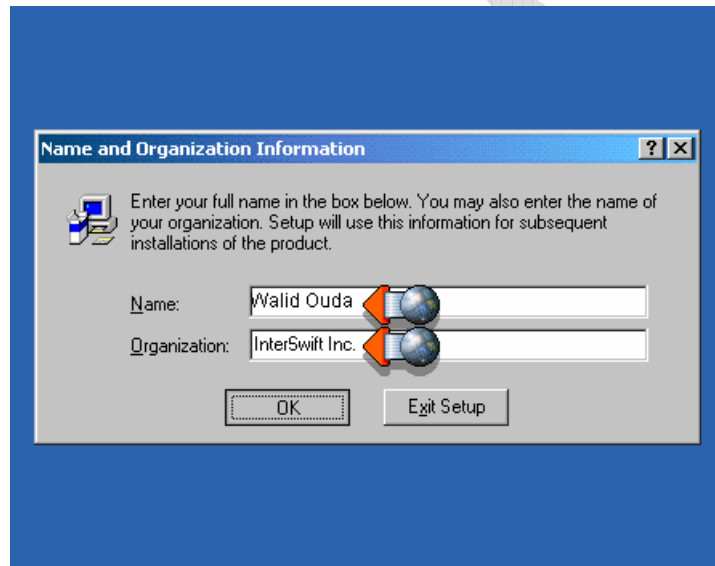 Name and Organization Information
Enter your full name in the box below. You may also enter the name of
your organization. Setup will use this information for subsequent
installations of the product.
Name: Walid Ouda
Organization: InterSwift Inc.
OK Exit Setup